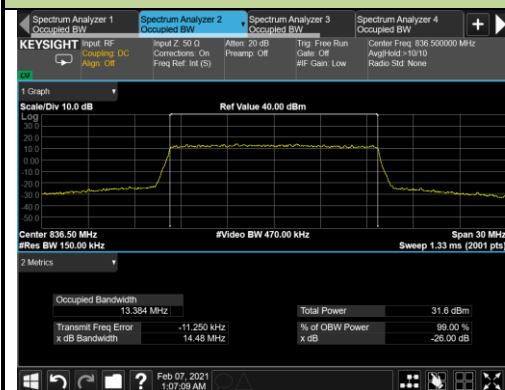 Spectrum Analyzer 1
Occupied BW
Spectrum Analyzer 2
Occupied BW
Spectrum Analyzer 3
Occupied BW
Spectrum Analyzer 4
Occupied BW
+
KEYSIGHT
Input: RF
Coupling: DC
Align: Off
Input Z: 50 Ω
Corrections: On
Freq Ref: Int (S)
Atten: 20 dB
Preamp: Off
Trig: Free Run
Gate: Off
#IF Gain: Low
Center Freq: 836.500000 MHz
Avg|Hold:>10/10
Radio Std: None
LXI
1 Graph
Scale/Div 10.0 dB
Ref Value 40.00 dBm
Log
30.0
20.0
10.0
0.00
-10.0
-20.0
-30.0
-40.0
-50.0
Center 836.50 MHz
#Video BW 470.00 kHz
Span 30 MHz
#Res BW 150.00 kHz
Sweep 1.33 ms (2001 pts)
2 Metrics
Occupied Bandwidth
13.384 MHz
Total Power
31.6 dBm
Transmit Freq Error
-11.250 kHz
% of OBW Power
99.00 %
x dB Bandwidth
14.48 MHz
x dB
-26.00 dB
?
Feb 07, 2021
1:07:09 AM